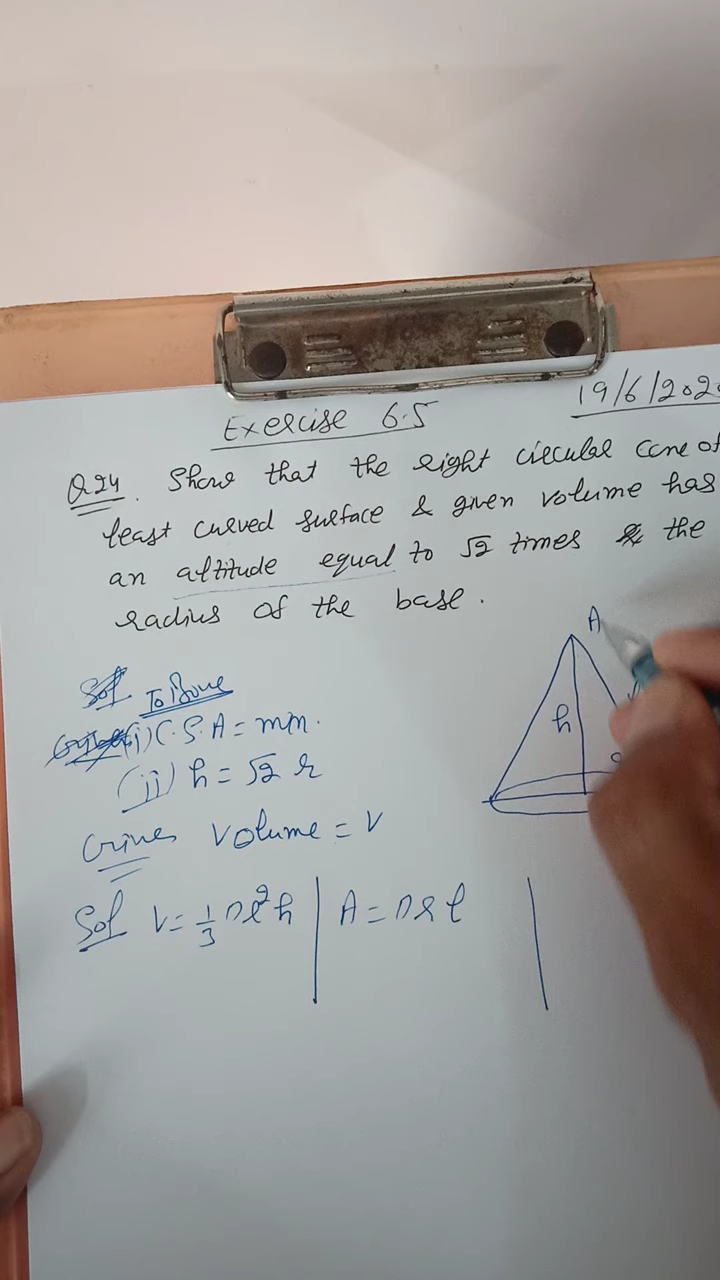 Exercise 6.5
19/6/202
Q24. Show that the right circular cone of
least curved surface & given volume has
an altitude equal to √2 times the
radius of the base.
A
Sol To Prove
(i) C.S.A = min.
h
(ii) h = √2 r
Given Volume = V
Sol V = 1/3 πr²h | A = πrl